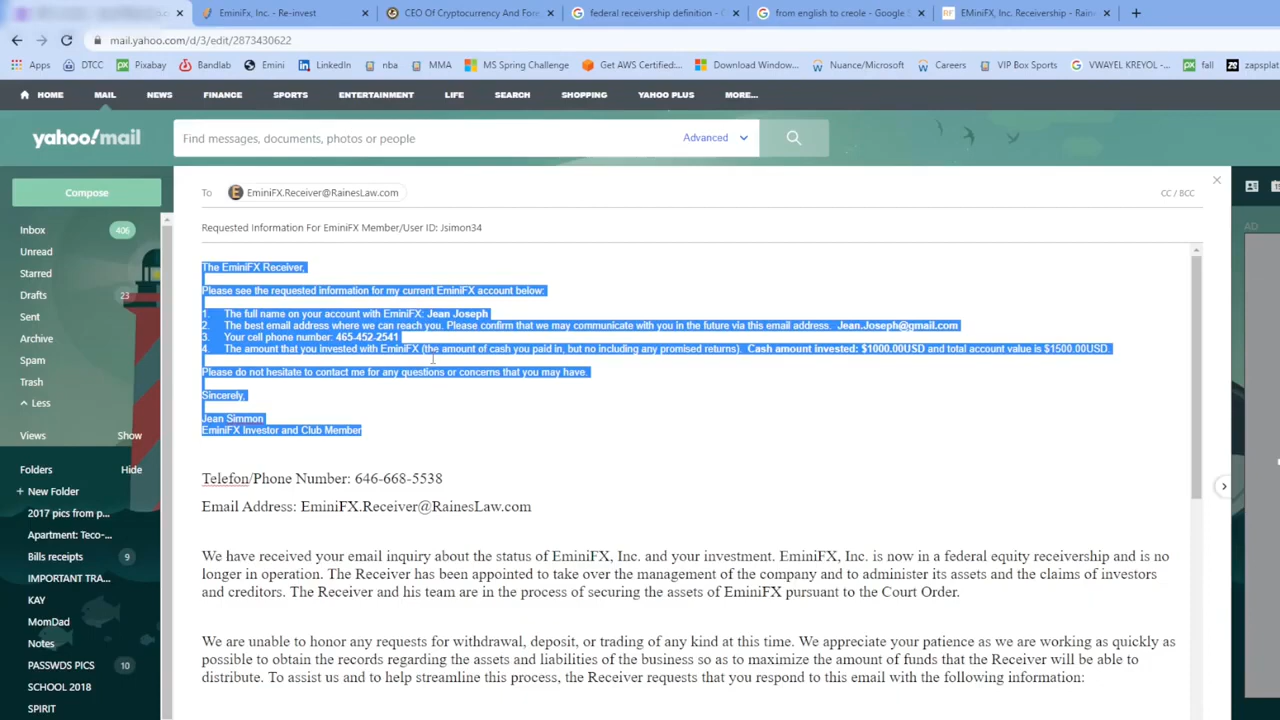 EminiFx, Inc. - Re-invest
CEO Of Cryptocurrency And Fore
federal receivership definition -
from english to creole - Google
EMiniFX, Inc. Receivership - Rain
mail.yahoo.com/d/3/edit/2873430622
Apps DTCC Pixabay Bandlab Emini LinkedIn nba MMA MS Spring Challenge Get AWS Certified:... Download Window... Nuance/Microsoft Careers VIP Box Sports VWAYEL KREYOL -... fall zapsplat
HOME MAIL NEWS FINANCE SPORTS ENTERTAINMENT LIFE SEARCH SHOPPING YAHOO PLUS MORE...
yahoo!mail
Find messages, documents, photos or people Advanced
Compose
Inbox 406
Unread
Starred
Drafts 23
Sent
Archive
Spam
Trash
Less
Views Show
Folders Hide
+ New Folder
2017 pics from p...
Apartment: Teco-...
Bills receipts 9
IMPORTANT TRA...
KAY
MomDad
Notes
PASSWDS PICS 10
SCHOOL 2018
SPIRIT
To EminiFX.Receiver@RainesLaw.com CC / BCC
Requested Information For EminiFX Member/User ID: Jsimon34
The EminiFX Receiver,
Please see the requested information for my current EminiFX account below:
1. The full name on your account with EminiFX: Jean Joseph
2. The best email address where we can reach you. Please confirm that we may communicate with you in the future via this email address. Jean.Joseph@gmail.com
3. Your cell phone number: 465-452-2541
4. The amount that you invested with EminiFX (the amount of cash you paid in, but no including any promised returns). Cash amount invested: $1000.00USD and total account value is $1500.00USD.
Please do not hesitate to contact me for any questions or concerns that you may have.
Sincerely,
Jean Simmon
EminiFX Investor and Club Member
Telefon/Phone Number: 646-668-5538
Email Address: EminiFX.Receiver@RainesLaw.com
We have received your email inquiry about the status of EminiFX, Inc. and your investment. EminiFX, Inc. is now in a federal equity receivership and is no
longer in operation. The Receiver has been appointed to take over the management of the company and to administer its assets and the claims of investors
and creditors. The Receiver and his team are in the process of securing the assets of EminiFX pursuant to the Court Order.
We are unable to honor any requests for withdrawal, deposit, or trading of any kind at this time. We appreciate your patience as we are working as quickly as
possible to obtain the records regarding the assets and liabilities of the business so as to maximize the amount of funds that the Receiver will be able to
distribute. To assist us and to help streamline this process, the Receiver requests that you respond to this email with the following information:
AD